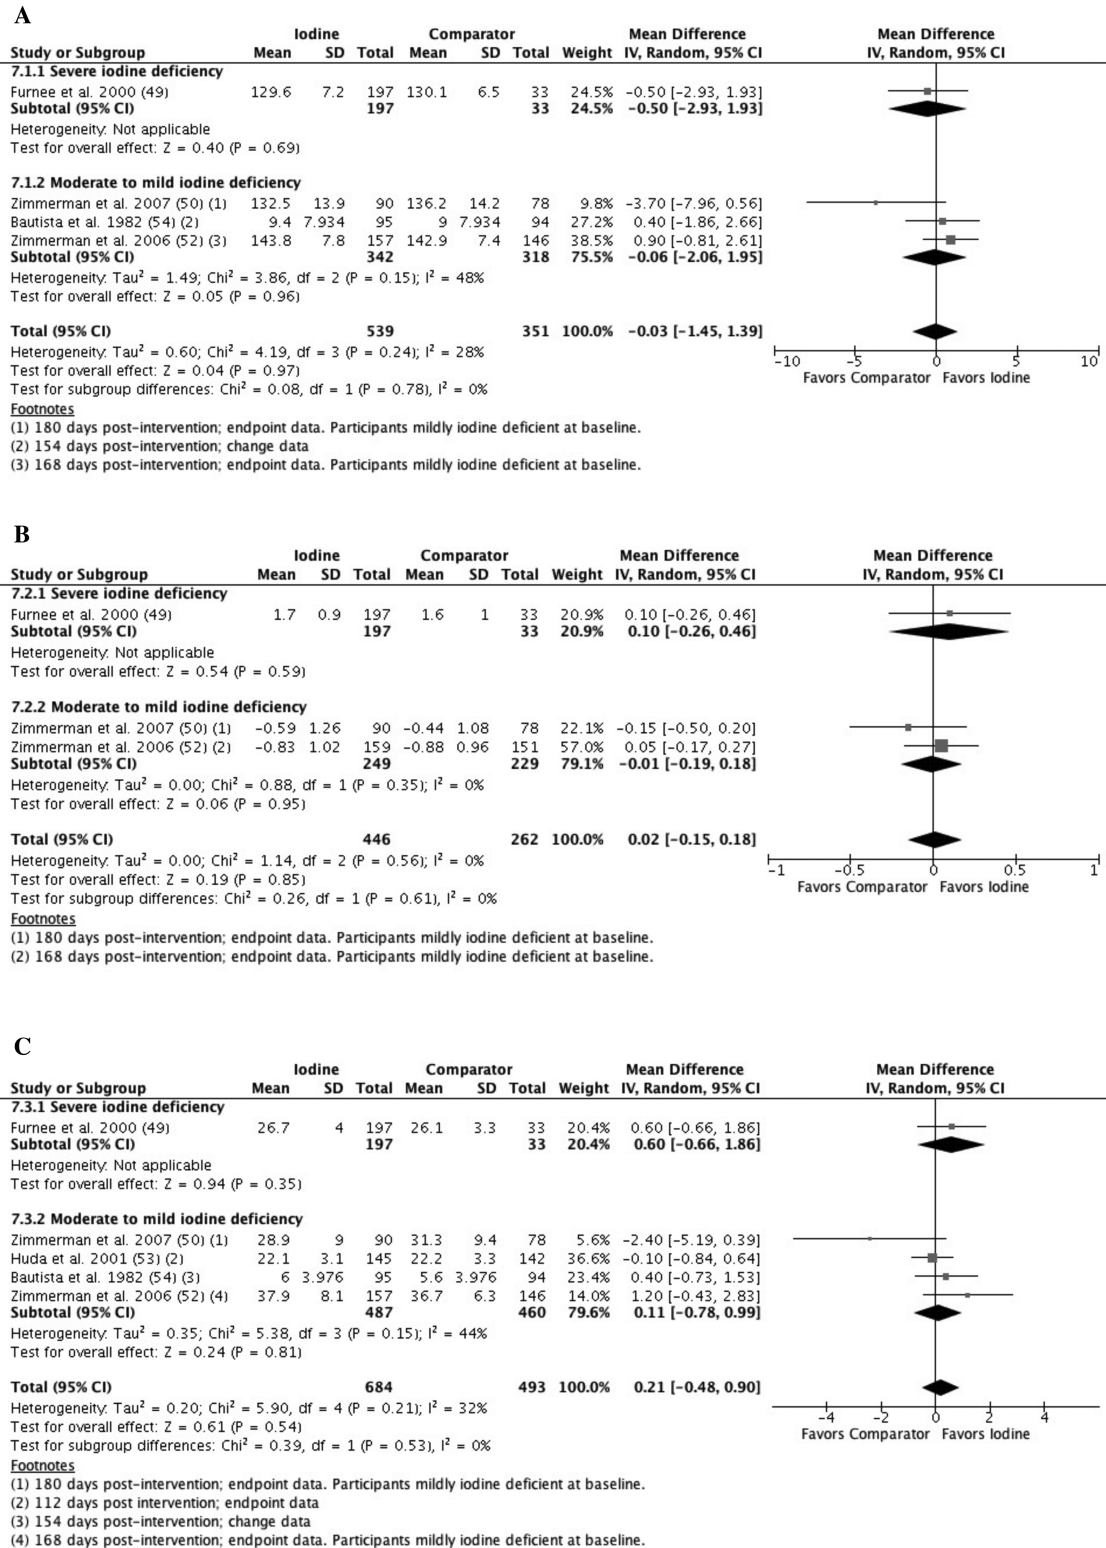 A
Iodine Comparator Mean Difference Mean Difference
Study or Subgroup Mean SD Total Mean SD Total Weight IV, Random, 95% CI IV, Random, 95% CI
7.1.1 Severe iodine deficiency
Furnee et al. 2000 (49) 129.6 7.2 197 130.1 6.5 33 24.5% −0.50 [−2.93, 1.93]
Subtotal (95% CI) 197 33 24.5% −0.50 [−2.93, 1.93]
Heterogeneity: Not applicable
Test for overall effect: Z = 0.40 (P = 0.69)
7.1.2 Moderate to mild iodine deficiency
Zimmerman et al. 2007 (50) (1) 132.5 13.9 90 136.2 14.2 78 9.8% −3.70 [−7.96, 0.56]
Bautista et al. 1982 (54) (2) 9.4 7.934 95 9 7.934 94 27.2% 0.40 [−1.86, 2.66]
Zimmerman et al. 2006 (52) (3) 143.8 7.8 157 142.9 7.4 146 38.5% 0.90 [−0.81, 2.61]
Subtotal (95% CI) 342 318 75.5% −0.06 [−2.06, 1.95]
Heterogeneity: Tau² = 1.49; Chi² = 3.86, df = 2 (P = 0.15); I² = 48%
Test for overall effect: Z = 0.05 (P = 0.96)
Total (95% CI) 539 351 100.0% −0.03 [−1.45, 1.39]
Heterogeneity: Tau² = 0.60; Chi² = 4.19, df = 3 (P = 0.24); I² = 28%
Test for overall effect: Z = 0.04 (P = 0.97)
Test for subgroup differences: Chi² = 0.08, df = 1 (P = 0.78), I² = 0%
−10 −5 0 5 10
Favors Comparator Favors Iodine
Footnotes
(1) 180 days post−intervention; endpoint data. Participants mildly iodine deficient at baseline.
(2) 154 days post−intervention; change data
(3) 168 days post−intervention; endpoint data. Participants mildly iodine deficient at baseline.
B
Iodine Comparator Mean Difference Mean Difference
Study or Subgroup Mean SD Total Mean SD Total Weight IV, Random, 95% CI IV, Random, 95% CI
7.2.1 Severe iodine deficiency
Furnee et al. 2000 (49) 1.7 0.9 197 1.6 1 33 20.9% 0.10 [−0.26, 0.46]
Subtotal (95% CI) 197 33 20.9% 0.10 [−0.26, 0.46]
Heterogeneity: Not applicable
Test for overall effect: Z = 0.54 (P = 0.59)
7.2.2 Moderate to mild iodine deficiency
Zimmerman et al. 2007 (50) (1) −0.59 1.26 90 −0.44 1.08 78 22.1% −0.15 [−0.50, 0.20]
Zimmerman et al. 2006 (52) (2) −0.83 1.02 159 −0.88 0.96 151 57.0% 0.05 [−0.17, 0.27]
Subtotal (95% CI) 249 229 79.1% −0.01 [−0.19, 0.18]
Heterogeneity: Tau² = 0.00; Chi² = 0.88, df = 1 (P = 0.35); I² = 0%
Test for overall effect: Z = 0.06 (P = 0.95)
Total (95% CI) 446 262 100.0% 0.02 [−0.15, 0.18]
Heterogeneity: Tau² = 0.00; Chi² = 1.14, df = 2 (P = 0.56); I² = 0%
Test for overall effect: Z = 0.19 (P = 0.85)
Test for subgroup differences: Chi² = 0.26, df = 1 (P = 0.61), I² = 0%
−1 −0.5 0 0.5 1
Favors Comparator Favors Iodine
Footnotes
(1) 180 days post−intervention; endpoint data. Participants mildly iodine deficient at baseline.
(2) 168 days post−intervention; endpoint data. Participants mildly iodine deficient at baseline.
C
Iodine Comparator Mean Difference Mean Difference
Study or Subgroup Mean SD Total Mean SD Total Weight IV, Random, 95% CI IV, Random, 95% CI
7.3.1 Severe iodine deficiency
Furnee et al. 2000 (49) 26.7 4 197 26.1 3.3 33 20.4% 0.60 [−0.66, 1.86]
Subtotal (95% CI) 197 33 20.4% 0.60 [−0.66, 1.86]
Heterogeneity: Not applicable
Test for overall effect: Z = 0.94 (P = 0.35)
7.3.2 Moderate to mild iodine deficiency
Zimmerman et al. 2007 (50) (1) 28.9 9 90 31.3 9.4 78 5.6% −2.40 [−5.19, 0.39]
Huda et al. 2001 (53) (2) 22.1 3.1 145 22.2 3.3 142 36.6% −0.10 [−0.84, 0.64]
Bautista et al. 1982 (54) (3) 6 3.976 95 5.6 3.976 94 23.4% 0.40 [−0.73, 1.53]
Zimmerman et al. 2006 (52) (4) 37.9 8.1 157 36.7 6.3 146 14.0% 1.20 [−0.43, 2.83]
Subtotal (95% CI) 487 460 79.6% 0.11 [−0.78, 0.99]
Heterogeneity: Tau² = 0.35; Chi² = 5.38, df = 3 (P = 0.15); I² = 44%
Test for overall effect: Z = 0.24 (P = 0.81)
Total (95% CI) 684 493 100.0% 0.21 [−0.48, 0.90]
Heterogeneity: Tau² = 0.20; Chi² = 5.90, df = 4 (P = 0.21); I² = 32%
Test for overall effect: Z = 0.61 (P = 0.54)
Test for subgroup differences: Chi² = 0.39, df = 1 (P = 0.53), I² = 0%
−4 −2 0 2 4
Favors Comparator Favors Iodine
Footnotes
(1) 180 days post−intervention; endpoint data. Participants mildly iodine deficient at baseline.
(2) 112 days post intervention; endpoint data
(3) 154 days post−intervention; change data
(4) 168 days post−intervention; endpoint data. Participants mildly iodine deficient at baseline.